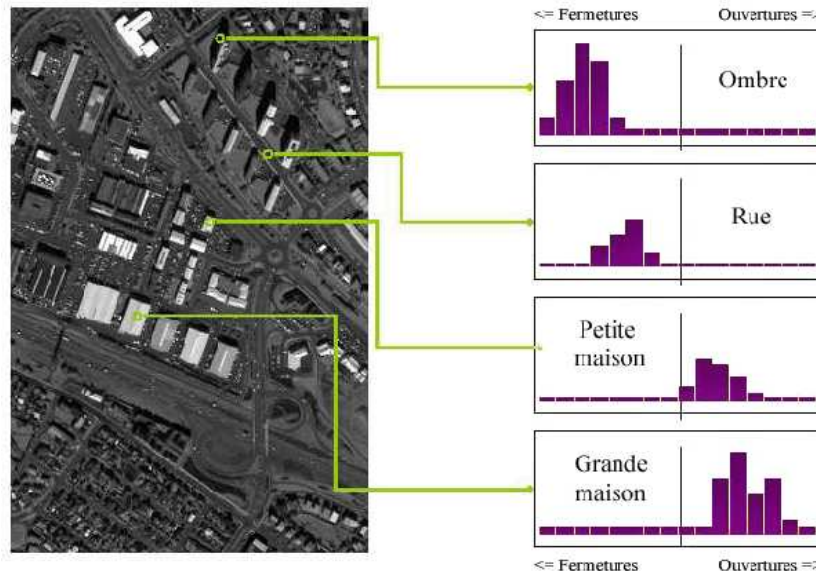 <= Fermetures Ouvertures =>
Ombre
Rue
Petite
maison
Grande
maison
<= Fermetures Ouvertures =>